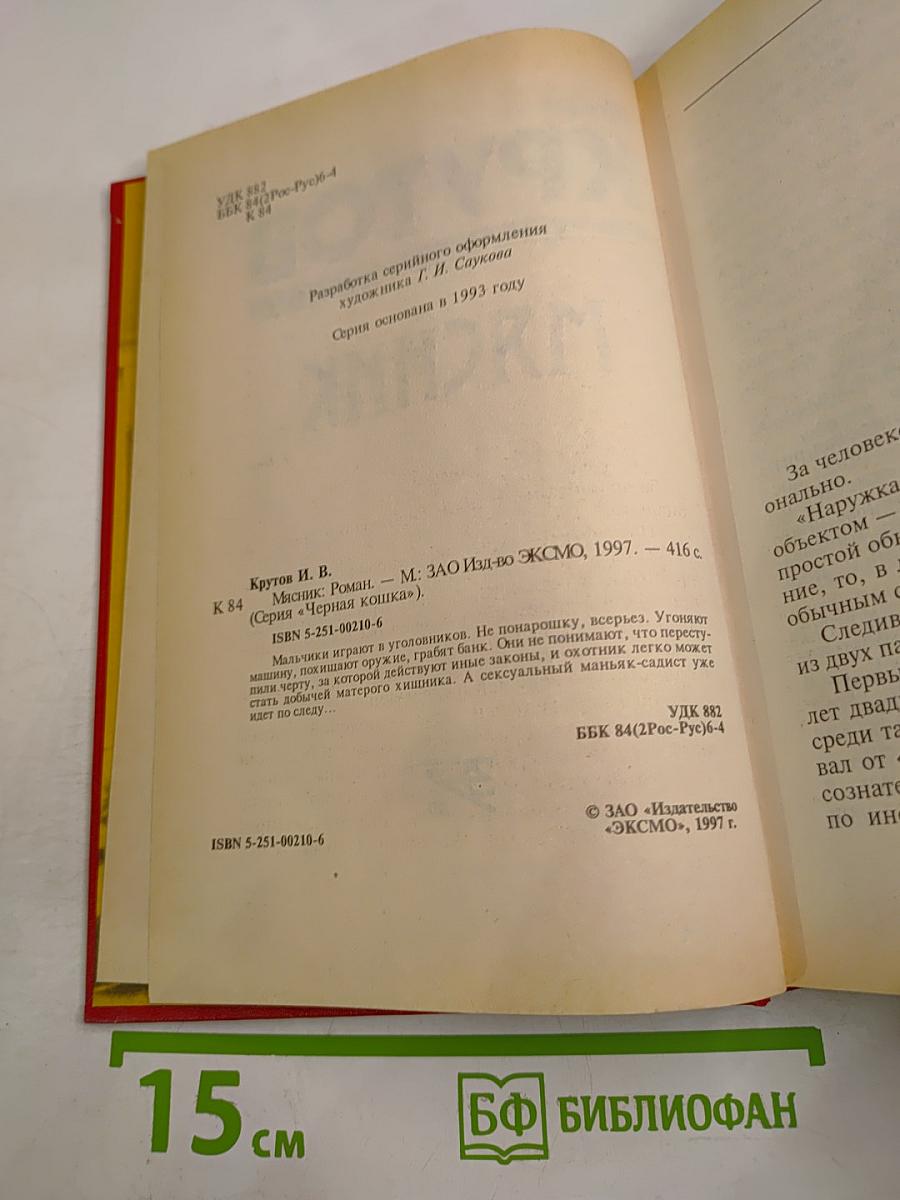 УДК 882
ББК 84(2Рос-Рус)6-4
К 84
Разработка серийного оформления
художника Г. И. Саукова
Серия основана в 1993 году
Крутов И. В.
К 84 Мясник: Роман. — М.: ЗАО Изд-во ЭКСМО, 1997. — 416 с.
(Серия «Черная кошка»).
ISBN 5-251-00210-6
Мальчики играют в уголовников. Не понарошку, всерьез. Угоняют
машину, похищают оружие, грабят банк. Они не понимают, что пересту-
пили черту, за которой действуют иные законы, и охотник легко может
стать добычей матерого хищника. А сексуальный маньяк-садист уже
идет по следу…
УДК 882
ББК 84(2Рос-Рус)6-4
© ЗАО «Издательство
«ЭКСМО», 1997 г.
ISBN 5-251-00210-6
За человек
онально.
«Наружка
объектом —
простой обы
ние, то, в
обычным с
Следив
из двух па
Первы
лет двад
среди та
вал от
сознате
по ин
15 см
БФ БИБЛИОФАН